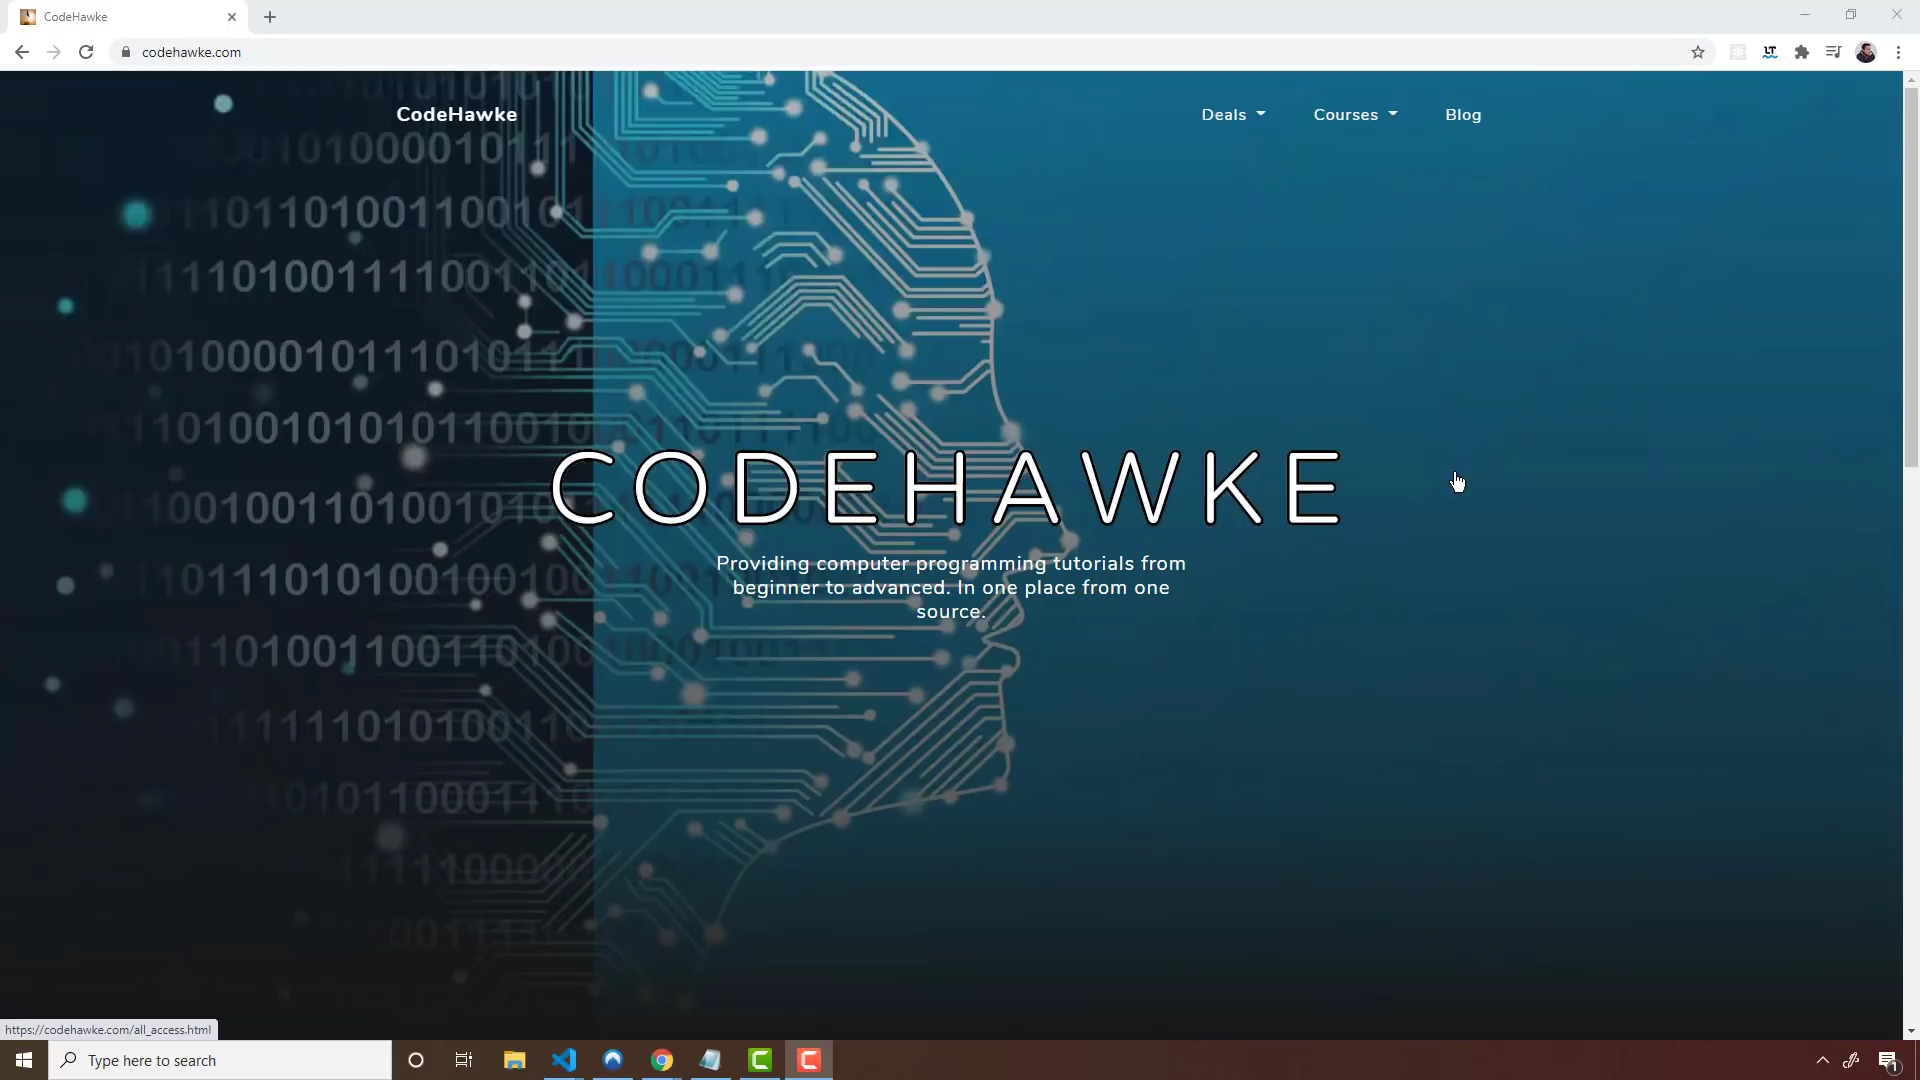 CodeHawke
codehawke.com
CodeHawke
Deals
Courses
Blog
CODEHAWKE
Providing computer programming tutorials from
beginner to advanced. In one place from one
source.
https://codehawke.com/all_access.html
Type here to search